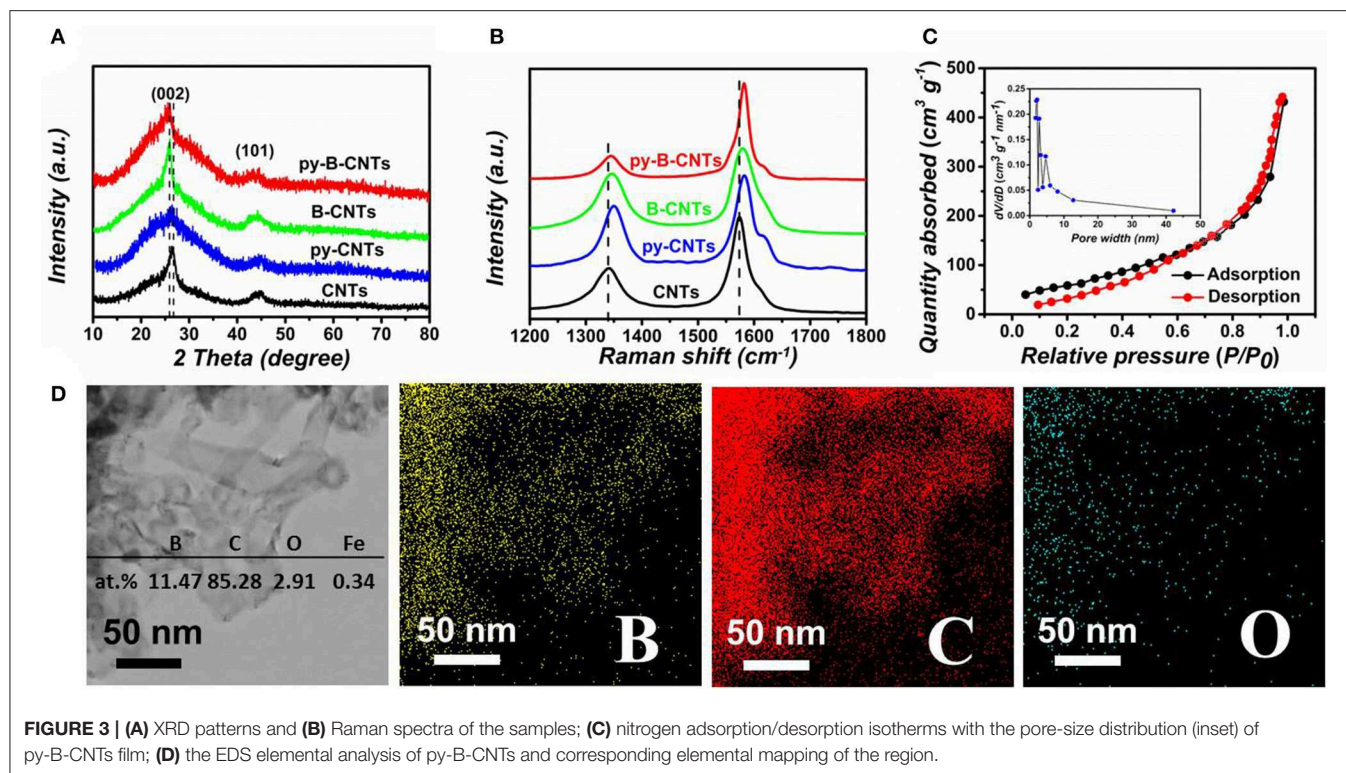 (A)
(002)
(101)
py-B-CNTs
B-CNTs
py-CNTs
CNTs
Intensity (a.u.)
10 20 30 40 50 60 70 80
2 Theta (degree)
(B)
py-B-CNTs
B-CNTs
py-CNTs
CNTs
Intensity (a.u.)
1200 1300 1400 1500 1600 1700 1800
Raman shift (cm-1)
(C)
500
400
300
200
100
0
Quantity absorbed (cm3 g-1)
0.25
0.20
0.15
0.10
0.05
0.00
dV/dD (cm3 g-1 nm-1)
0 10 20 30 40 50
Pore width (nm)
Adsorption
Desorption
0.0 0.2 0.4 0.6 0.8 1.0
Relative pressure (P/P0)
(D)
B C O Fe
at.% 11.47 85.28 2.91 0.34
50 nm
50 nm
B
50 nm
C
50 nm
O
FIGURE 3 | (A) XRD patterns and (B) Raman spectra of the samples; (C) nitrogen adsorption/desorption isotherms with the pore-size distribution (inset) of
py-B-CNTs film; (D) the EDS elemental analysis of py-B-CNTs and corresponding elemental mapping of the region.